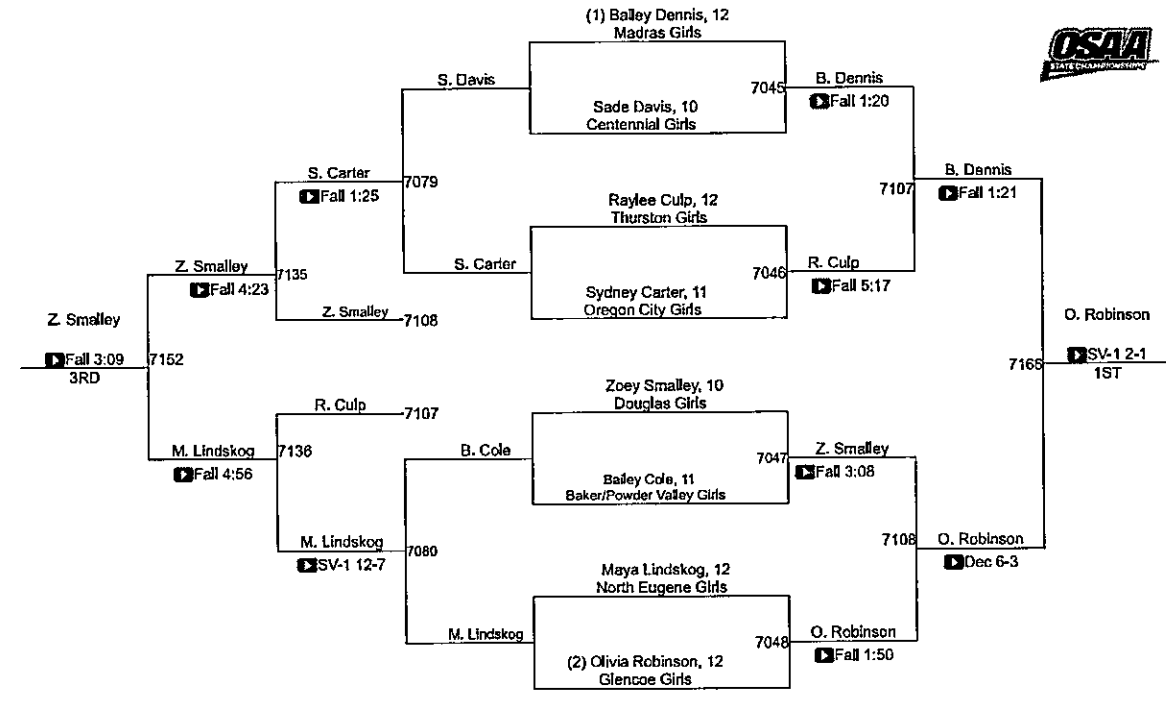 (1) Bailey Dennis, 12
Madras Girls
OSAA
STATE CHAMPIONSHIPS
S. Davis
7045
B. Dennis
Fall 1:20
Sade Davis, 10
Centennial Girls
S. Carter
Fall 1:25
7079
7107
B. Dennis
Fall 1:21
Raylee Culp, 12
Thurston Girls
Z. Smalley
Fall 4:23
7135
S. Carter
7046
R. Culp
Fall 5:17
Sydney Carter, 11
Oregon City Girls
Z. Smalley
7108
Z. Smalley
Fall 3:09
3RD
7152
O. Robinson
SV-1 2-1
1ST
7165
Zoey Smalley, 10
Douglas Girls
R. Culp
7107
M. Lindskog
Fall 4:56
7136
B. Cole
7047
Z. Smalley
Fall 3:08
Bailey Cole, 11
Baker/Powder Valley Girls
M. Lindskog
SV-1 12-7
7080
7108
O. Robinson
Dec 6-3
Maya Lindskog, 12
North Eugene Girls
M. Lindskog
7048
O. Robinson
Fall 1:50
(2) Olivia Robinson, 12
Glencoe Girls